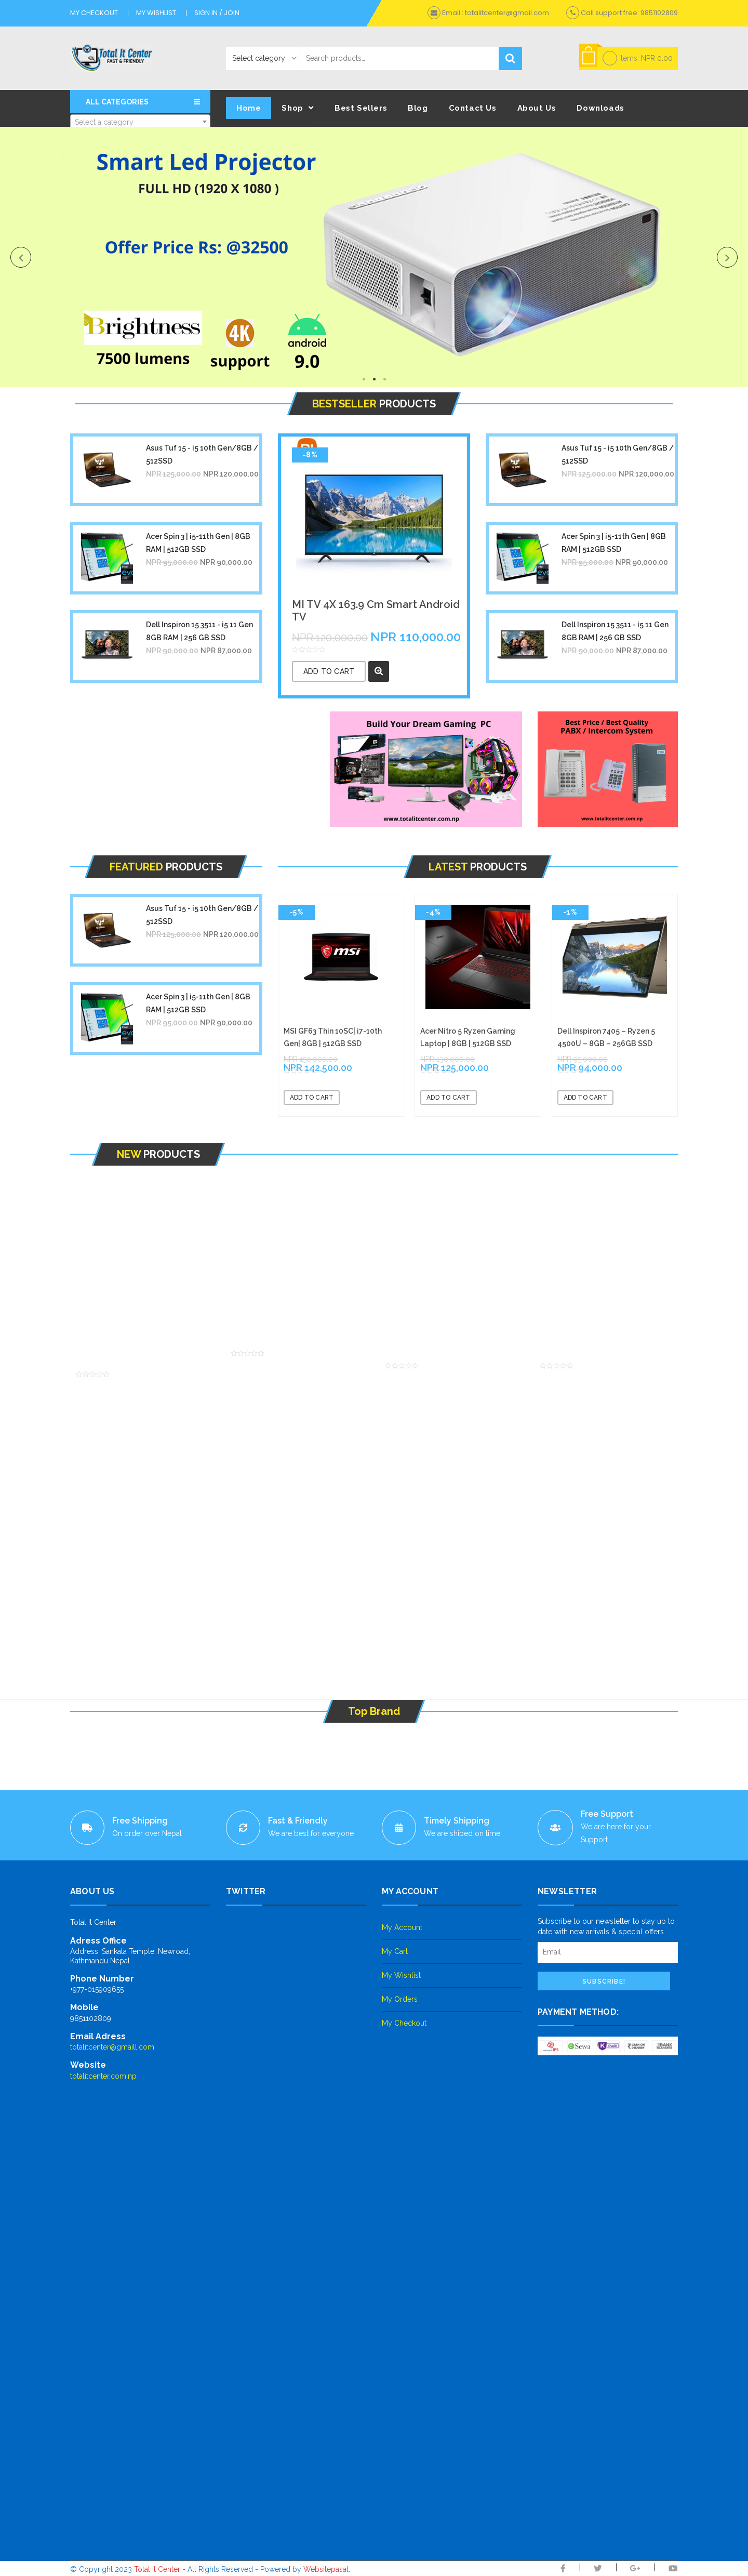 MY CHECKOUT | MY WISHLIST | SIGN IN / JOIN
Email : totalitcenter@gmail.com
Call support free: 9851102809
Total It Center
FAST & FRIENDLY
Select category
Search products..
items: NPR 0.00
ALL CATEGORIES
Select a category
Home
Shop
Best Sellers
Blog
Contact Us
About Us
Downloads
Smart Led Projector
FULL HD (1920 X 1080 )
Offer Price Rs: @32500
Brightness
7500 lumens
4K
support
android
9.0
BESTSELLER PRODUCTS
Asus Tuf 15 - i5 10th Gen/8GB /
512SSD
NPR 125,000.00 NPR 120,000.00
Acer Spin 3 | i5-11th Gen | 8GB
RAM | 512GB SSD
NPR 95,000.00 NPR 90,000.00
Dell Inspiron 15 3511 - i5 11 Gen
8GB RAM | 256 GB SSD
NPR 90,000.00 NPR 87,000.00
-8%
MI TV 4X 163.9 Cm Smart Android
TV
NPR 120,000.00 NPR 110,000.00
ADD TO CART
Asus Tuf 15 - i5 10th Gen/8GB /
512SSD
NPR 125,000.00 NPR 120,000.00
Acer Spin 3 | i5-11th Gen | 8GB
RAM | 512GB SSD
NPR 95,000.00 NPR 90,000.00
Dell Inspiron 15 3511 - i5 11 Gen
8GB RAM | 256 GB SSD
NPR 90,000.00 NPR 87,000.00
Build Your Dream Gaming PC
www.totalitcenter.com.np
Best Price / Best Quality
PABX / Intercom System
www.totalitcenter.com.np
FEATURED PRODUCTS
Asus Tuf 15 - i5 10th Gen/8GB /
512SSD
NPR 125,000.00 NPR 120,000.00
Acer Spin 3 | i5-11th Gen | 8GB
RAM | 512GB SSD
NPR 95,000.00 NPR 90,000.00
LATEST PRODUCTS
-5%
msi
MSI GF63 Thin 10SC| i7-10th
Gen| 8GB | 512GB SSD
NPR 150,000.00
NPR 142,500.00
ADD TO CART
-4%
Acer Nitro 5 Ryzen Gaming
Laptop | 8GB | 512GB SSD
NPR 130,000.00
NPR 125,000.00
ADD TO CART
-1%
Dell Inspiron 7405 – Ryzen 5
4500U – 8GB – 256GB SSD
NPR 95,000.00
NPR 94,000.00
ADD TO CART
NEW PRODUCTS
Top Brand
Free Shipping
On order over Nepal
Fast & Friendly
We are best for everyone
Timely Shipping
We are shiped on time
Free Support
We are here for your
Support
ABOUT US
Total It Center
Adress Office
Address: Sankata Temple, Newroad,
Kathmandu Nepal
Phone Number
+977-015909655
Mobile
9851102809
Email Adress
totalitcenter@gmaill.com
Website
totalitcenter.com.np
TWITTER
MY ACCOUNT
My Account
My Cart
My Wishlist
My Orders
My Checkout
NEWSLETTER
Subscribe to our newsletter to stay up to
date with new arrivals & special offers.
Email
SUBSCRIBE!
PAYMENT METHOD:
© Copyright 2023 Total It Center - All Rights Reserved - Powered by Websitepasal.